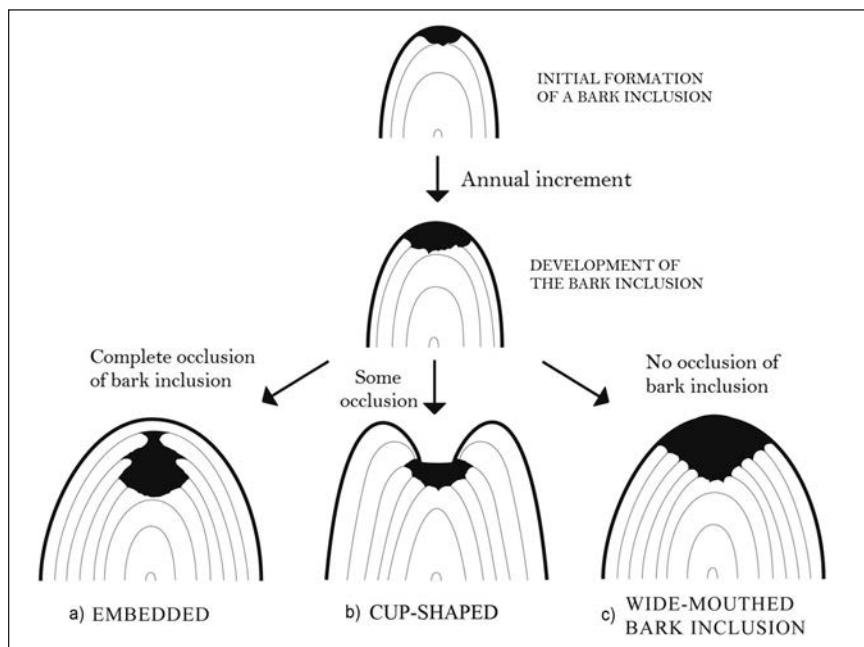 INITIAL FORMATION
OF A BARK INCLUSION
Annual increment
DEVELOPMENT OF
THE BARK INCLUSION
Complete occlusion
of bark inclusion
Some
occlusion
No occlusion of
bark inclusion
a) EMBEDDED
b) CUP-SHAPED
c) WIDE-MOUTHED
BARK INCLUSION